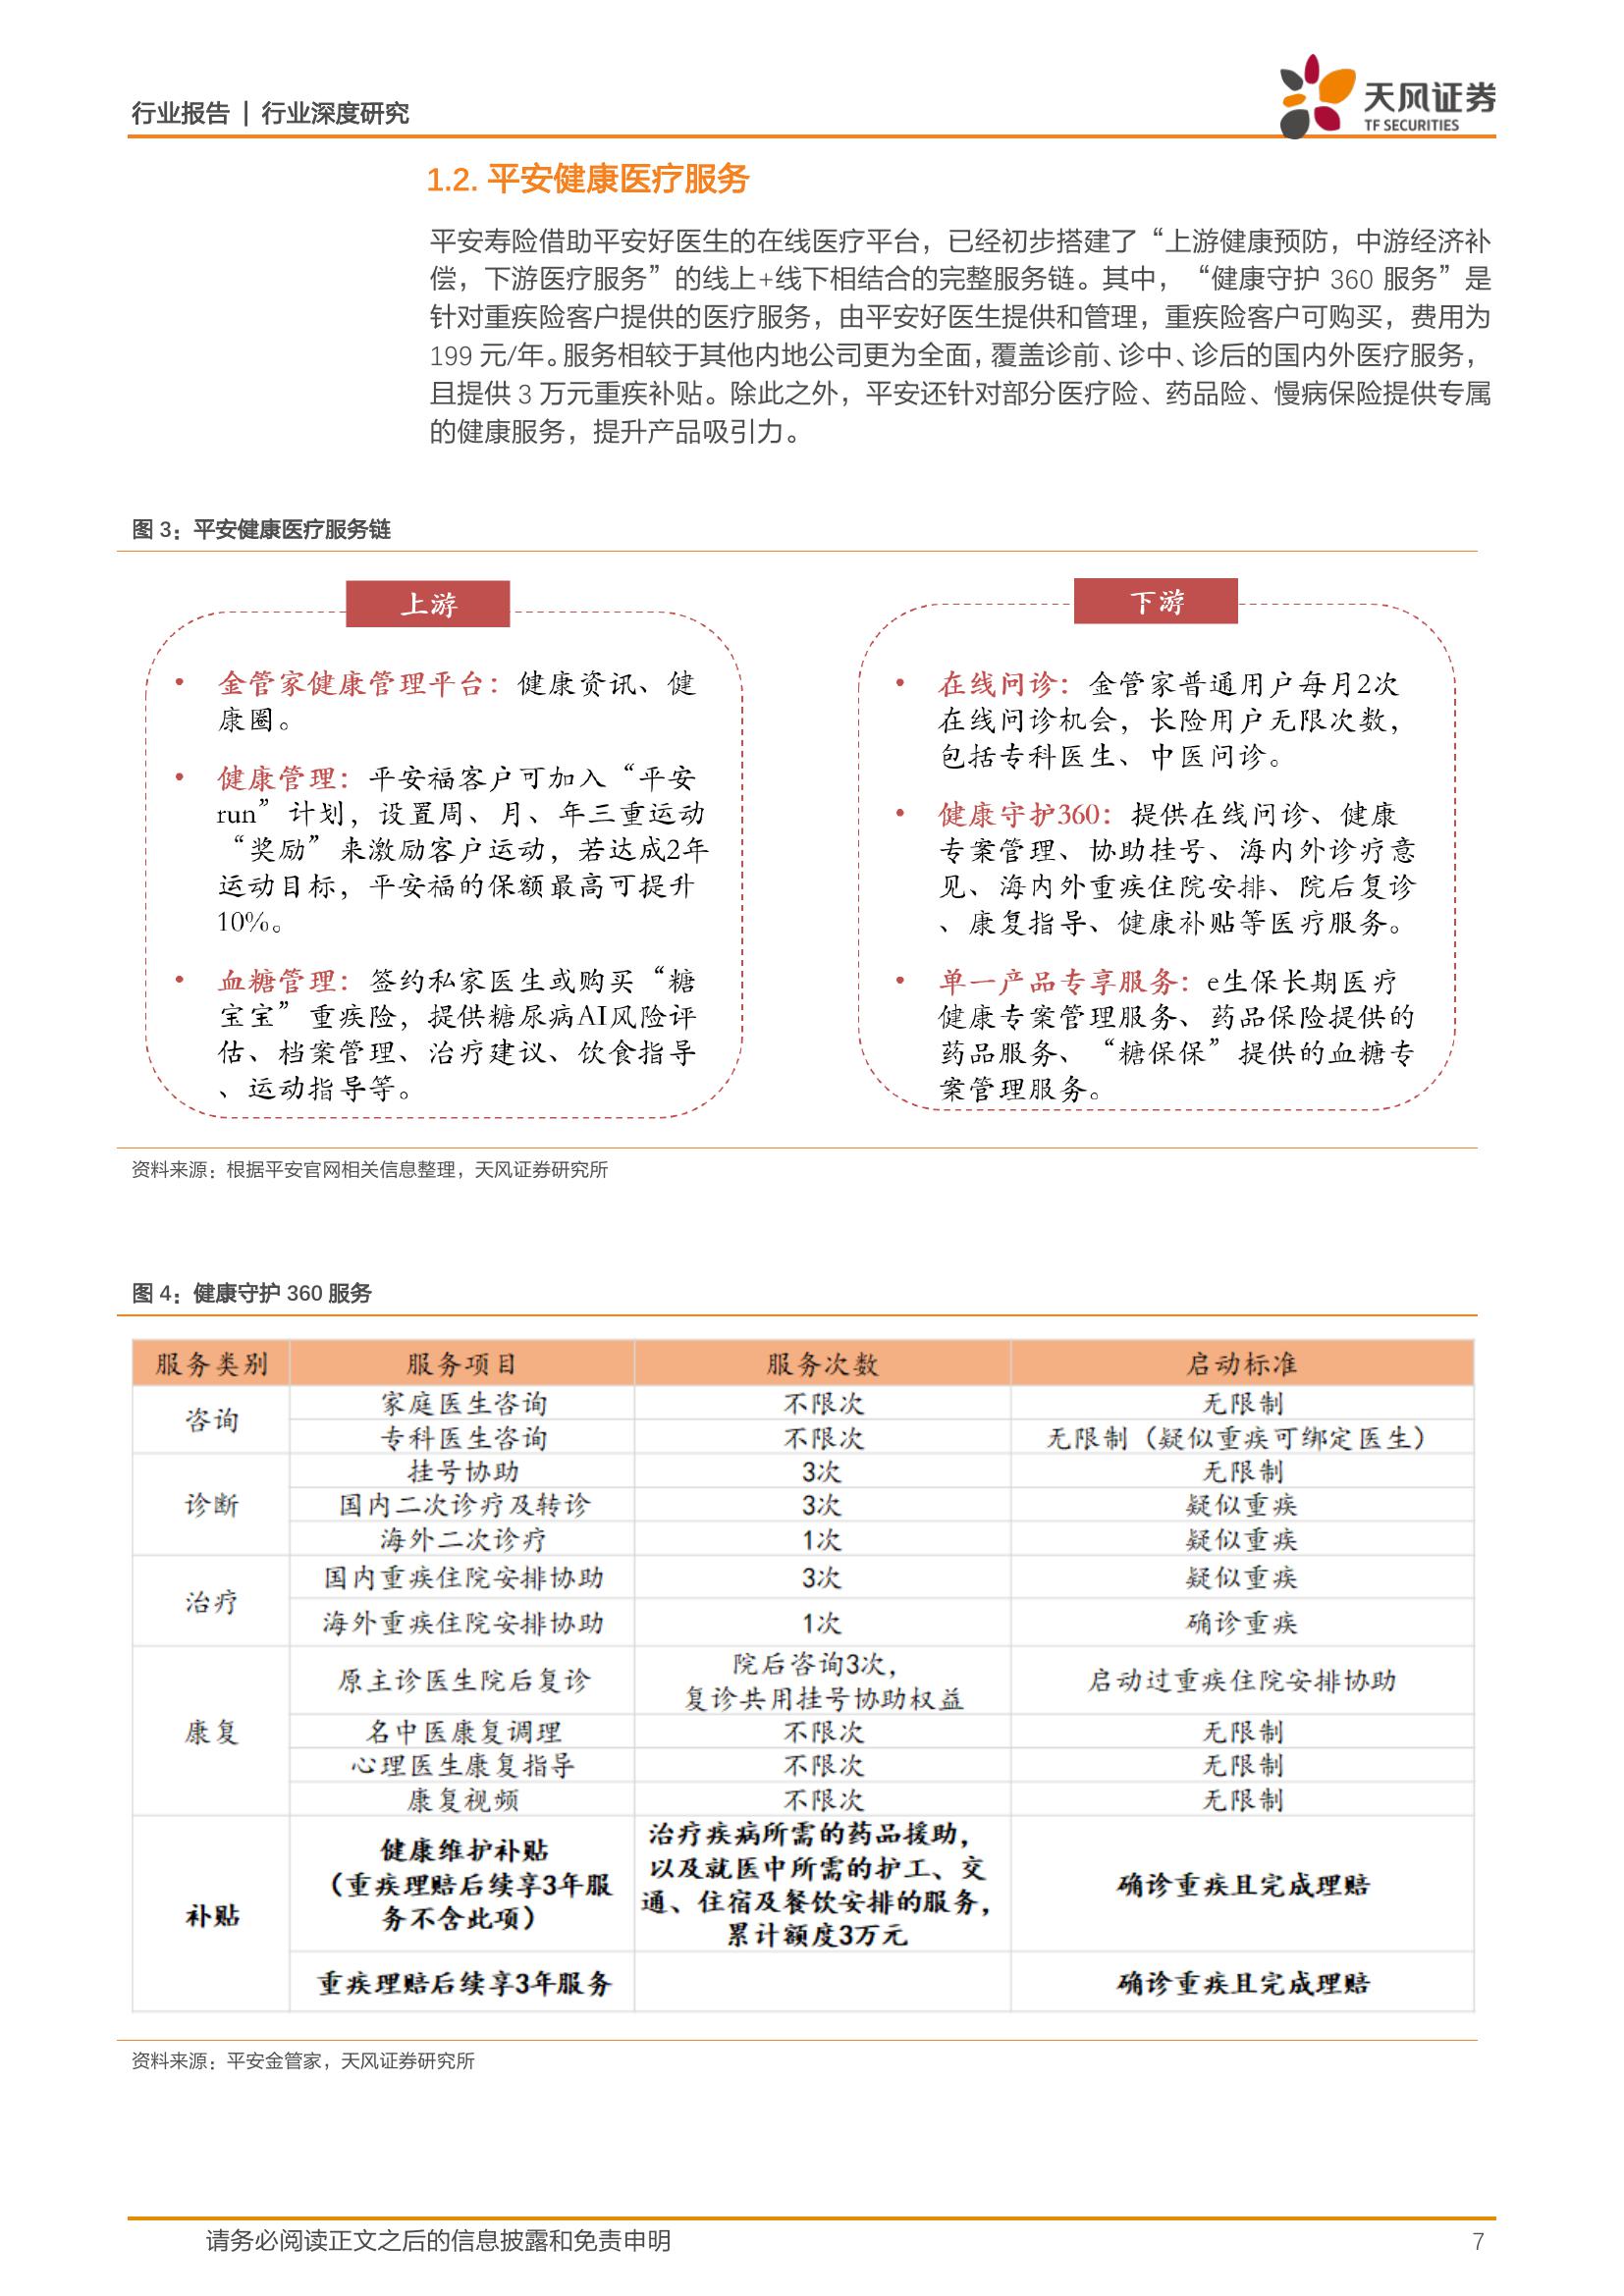 行业报告 | 行业深度研究
天风证券
TF SECURITIES
1.2. 平安健康医疗服务
平安寿险借助平安好医生的在线医疗平台，已经初步搭建了“上游健康预防，中游经济补
偿，下游医疗服务”的线上+线下相结合的完整服务链。其中，“健康守护 360 服务”是
针对重疾险客户提供的医疗服务，由平安好医生提供和管理，重疾险客户可购买，费用为
199 元/年。服务相较于其他内地公司更为全面，覆盖诊前、诊中、诊后的国内外医疗服务，
且提供 3 万元重疾补贴。除此之外，平安还针对部分医疗险、药品险、慢病保险提供专属
的健康服务，提升产品吸引力。
图 3：平安健康医疗服务链
上游
• 金管家健康管理平台：健康资讯、健
康圈。
• 健康管理：平安福客户可加入“平安
run”计划，设置周、月、年三重运动
“奖励”来激励客户运动，若达成2年
运动目标，平安福的保额最高可提升
10%。
• 血糖管理：签约私家医生或购买“糖
宝宝”重疾险，提供糖尿病AI风险评
估、档案管理、治疗建议、饮食指导
、运动指导等。
下游
• 在线问诊：金管家普通用户每月2次
在线问诊机会，长险用户无限次数，
包括专科医生、中医问诊。
• 健康守护360：提供在线问诊、健康
专案管理、协助挂号、海内外诊疗意
见、海内外重疾住院安排、院后复诊
、康复指导、健康补贴等医疗服务。
• 单一产品专享服务：e生保长期医疗
健康专案管理服务、药品保险提供的
药品服务、“糖保保”提供的血糖专
案管理服务。
资料来源：根据平安官网相关信息整理，天风证券研究所
图 4：健康守护 360 服务
服务类别 服务项目 服务次数 启动标准
咨询 家庭医生咨询 不限次 无限制
专科医生咨询 不限次 无限制（疑似重疾可绑定医生）
诊断 挂号协助 3次 无限制
国内二次诊疗及转诊 3次 疑似重疾
海外二次诊疗 1次 疑似重疾
治疗 国内重疾住院安排协助 3次 疑似重疾
海外重疾住院安排协助 1次 确诊重疾
康复 原主诊医生院后复诊 院后咨询3次，
复诊共用挂号协助权益 启动过重疾住院安排协助
名中医康复调理 不限次 无限制
心理医生康复指导 不限次 无限制
康复视频 不限次 无限制
补贴 健康维护补贴
（重疾理赔后续享3年服
务不含此项） 治疗疾病所需的药品援助，
以及就医中所需的护工、交
通、住宿及餐饮安排的服务，
累计额度3万元 确诊重疾且完成理赔
重疾理赔后续享3年服务 确诊重疾且完成理赔
资料来源：平安金管家，天风证券研究所
请务必阅读正文之后的信息披露和免责申明 7